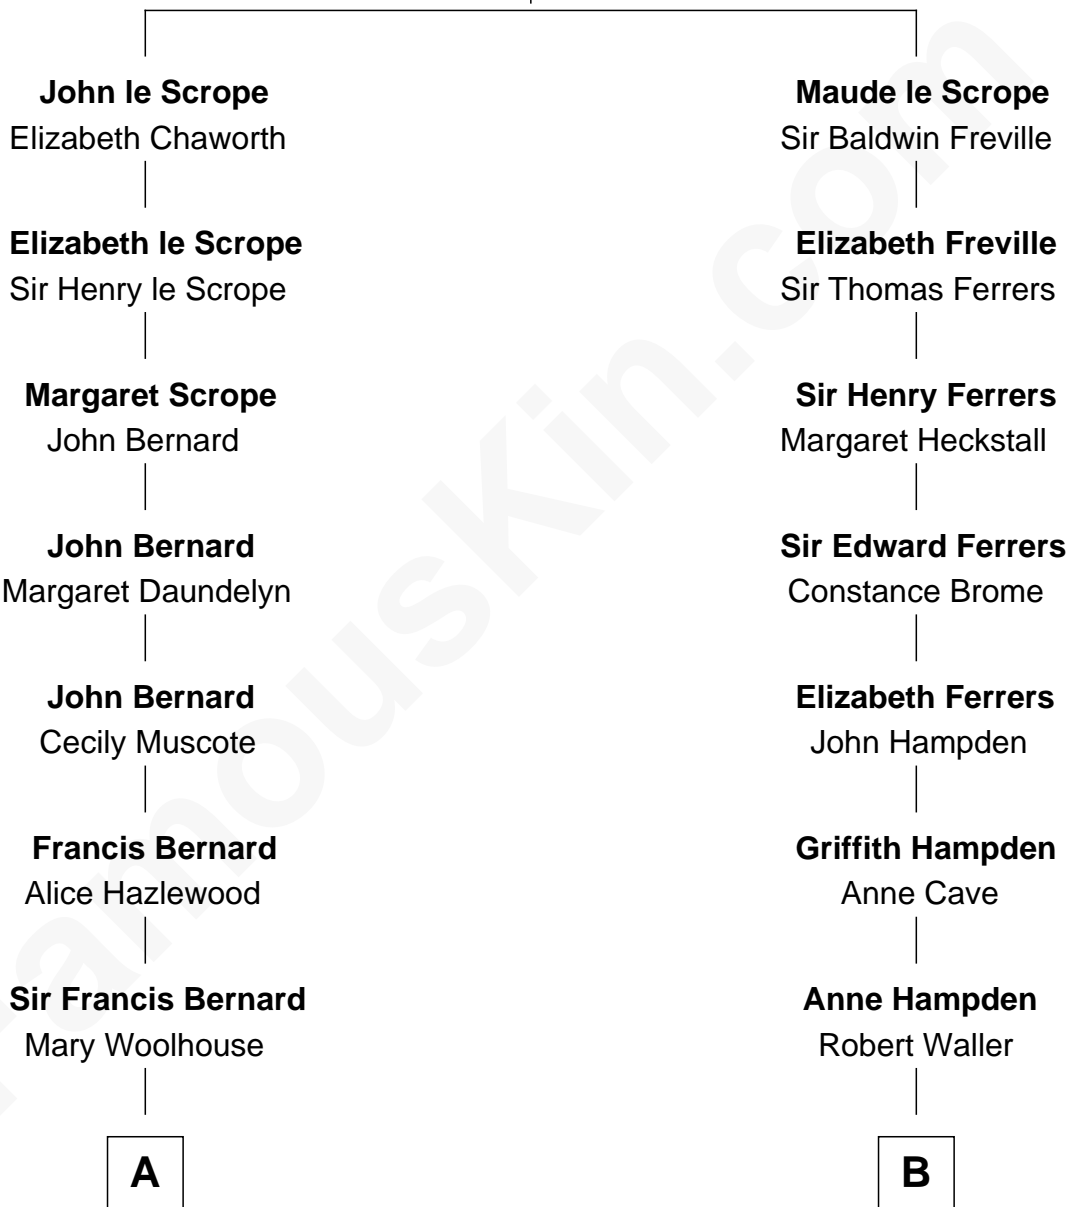 John le Scrope
Elizabeth Chaworth
Maude le Scrope
Sir Baldwin Freville
Elizabeth le Scrope
Sir Henry le Scrope
Elizabeth Freville
Sir Thomas Ferrers
Margaret Scrope
John Bernard
Sir Henry Ferrers
Margaret Heckstall
John Bernard
Margaret Daundelyn
Sir Edward Ferrers
Constance Brome
John Bernard
Cecily Muscote
Elizabeth Ferrers
John Hampden
Francis Bernard
Alice Hazlewood
Griffith Hampden
Anne Cave
Sir Francis Bernard
Mary Woolhouse
Anne Hampden
Robert Waller
A
B
FamousKin.com